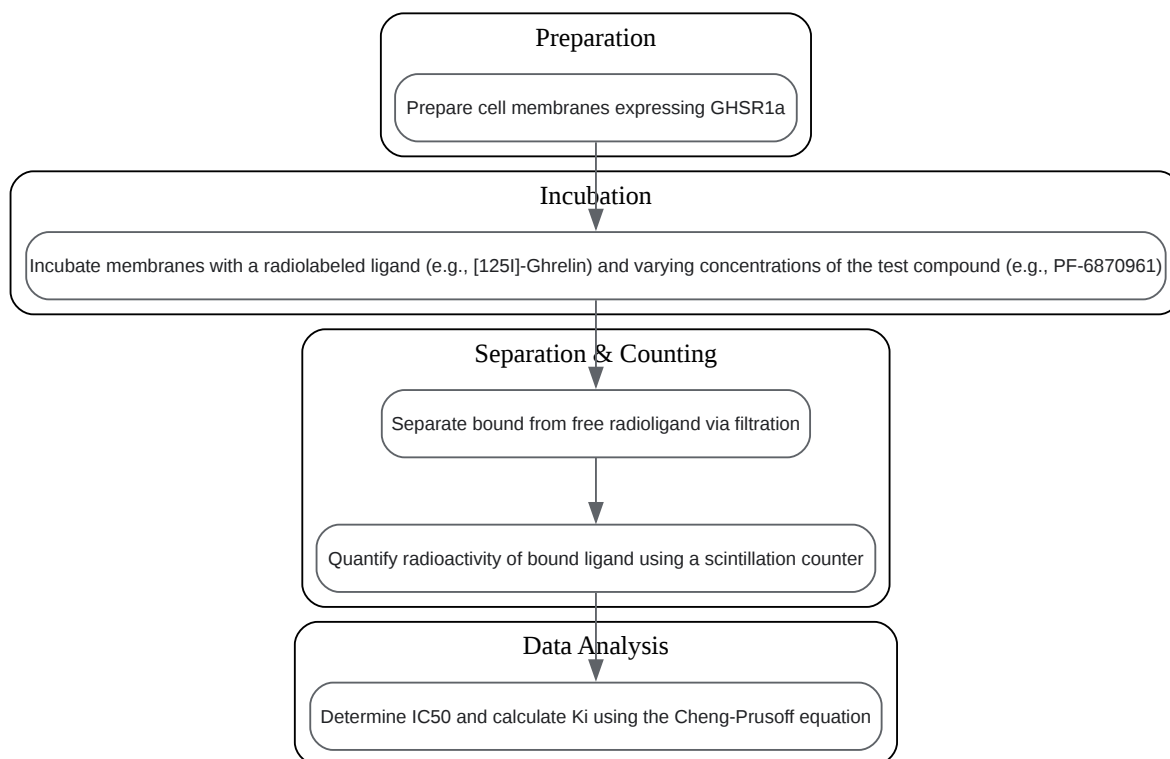 Preparation
Prepare cell membranes expressing GHSR1a
Incubation
Incubate membranes with a radiolabeled ligand (e.g., [125I]-Ghrelin) and varying concentrations of the test compound (e.g., PF-6870961)
Separation & Counting
Separate bound from free radioligand via filtration
Quantify radioactivity of bound ligand using a scintillation counter
Data Analysis
Determine IC50 and calculate Ki using the Cheng-Prusoff equation